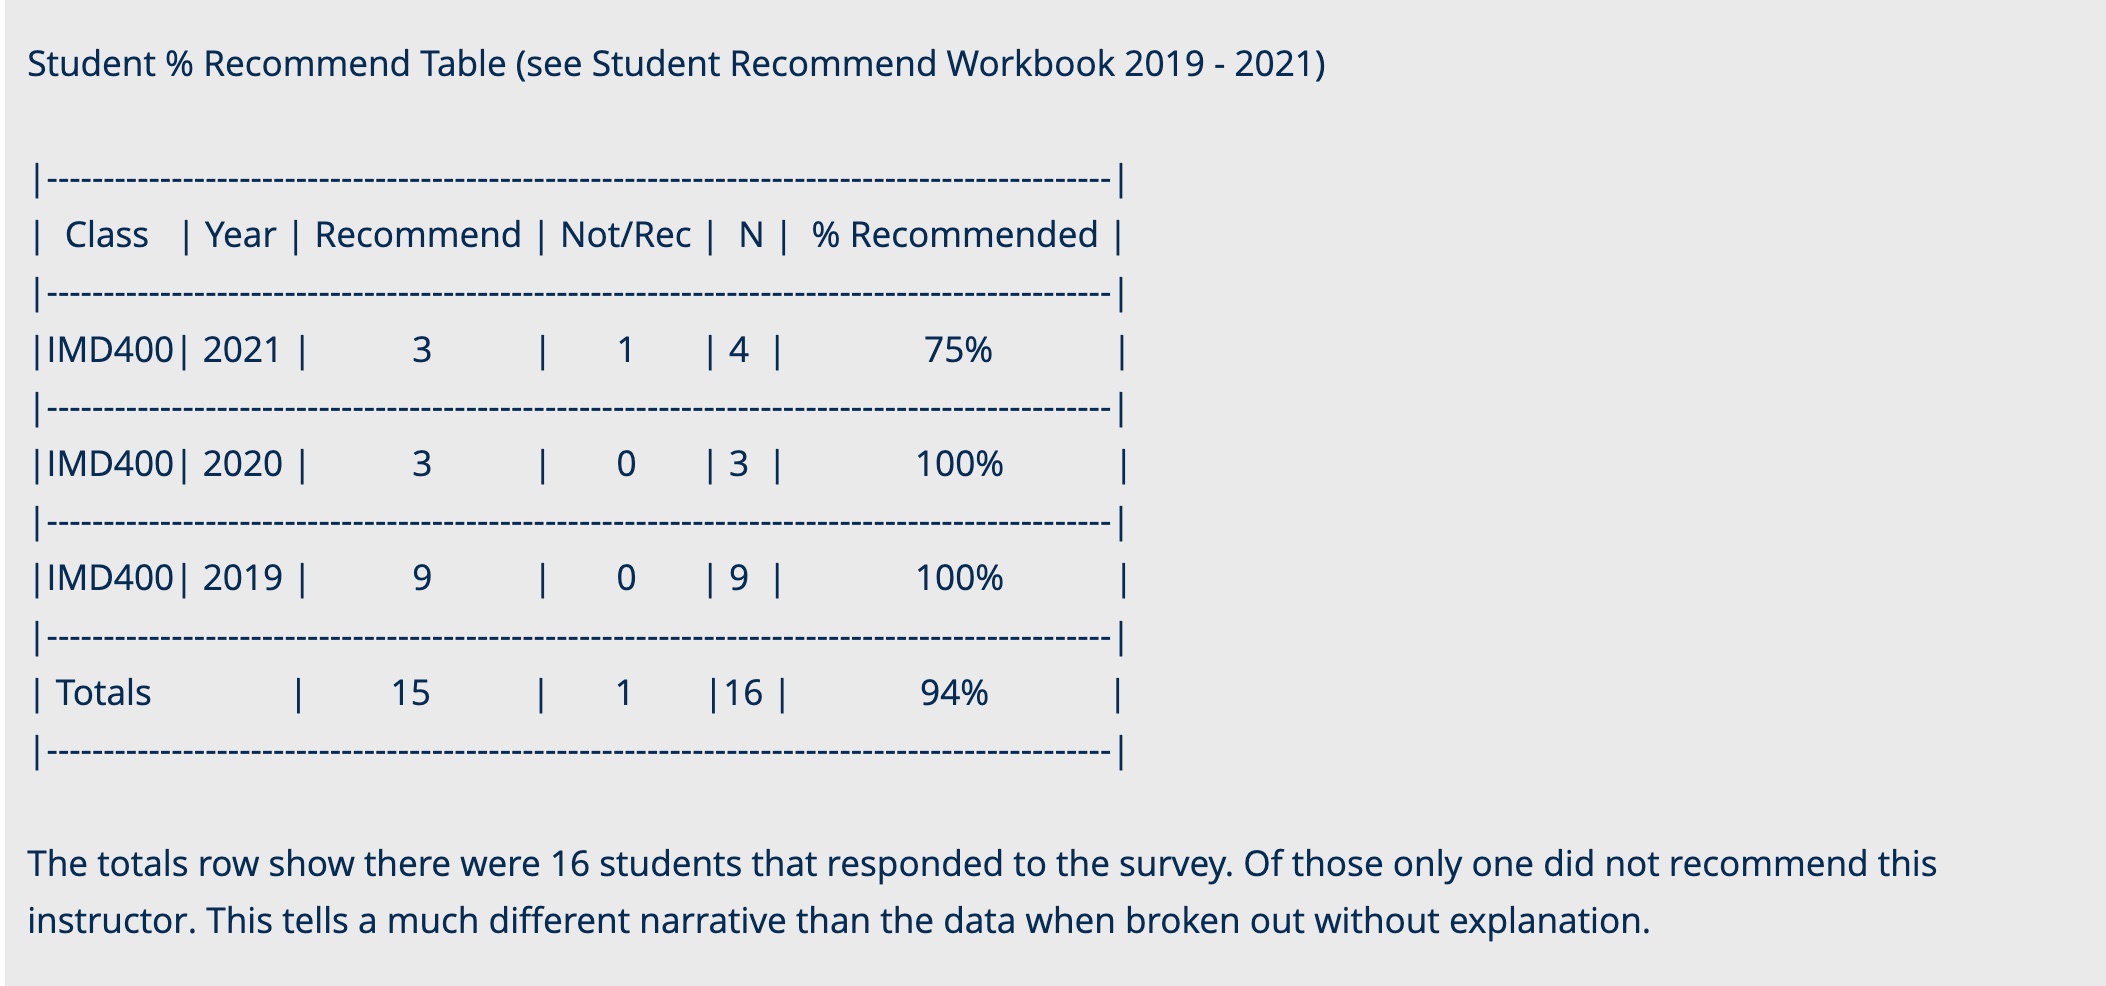 Student % Recommend Table (see Student Recommend Workbook 2019 - 2021)
|-----------------------------------------------------------------------------------------------|
| Class | Year | Recommend | Not/Rec | N | % Recommended |
|-----------------------------------------------------------------------------------------------|
|IMD400| 2021 | 3 | 1 | 4 | 75% |
|-----------------------------------------------------------------------------------------------|
|IMD400| 2020 | 3 | 0 | 3 | 100% |
|-----------------------------------------------------------------------------------------------|
|IMD400| 2019 | 9 | 0 | 9 | 100% |
|-----------------------------------------------------------------------------------------------|
| Totals | 15 | 1 |16 | 94% |
|-----------------------------------------------------------------------------------------------|
The totals row show there were 16 students that responded to the survey. Of those only one did not recommend this
instructor. This tells a much different narrative than the data when broken out without explanation.